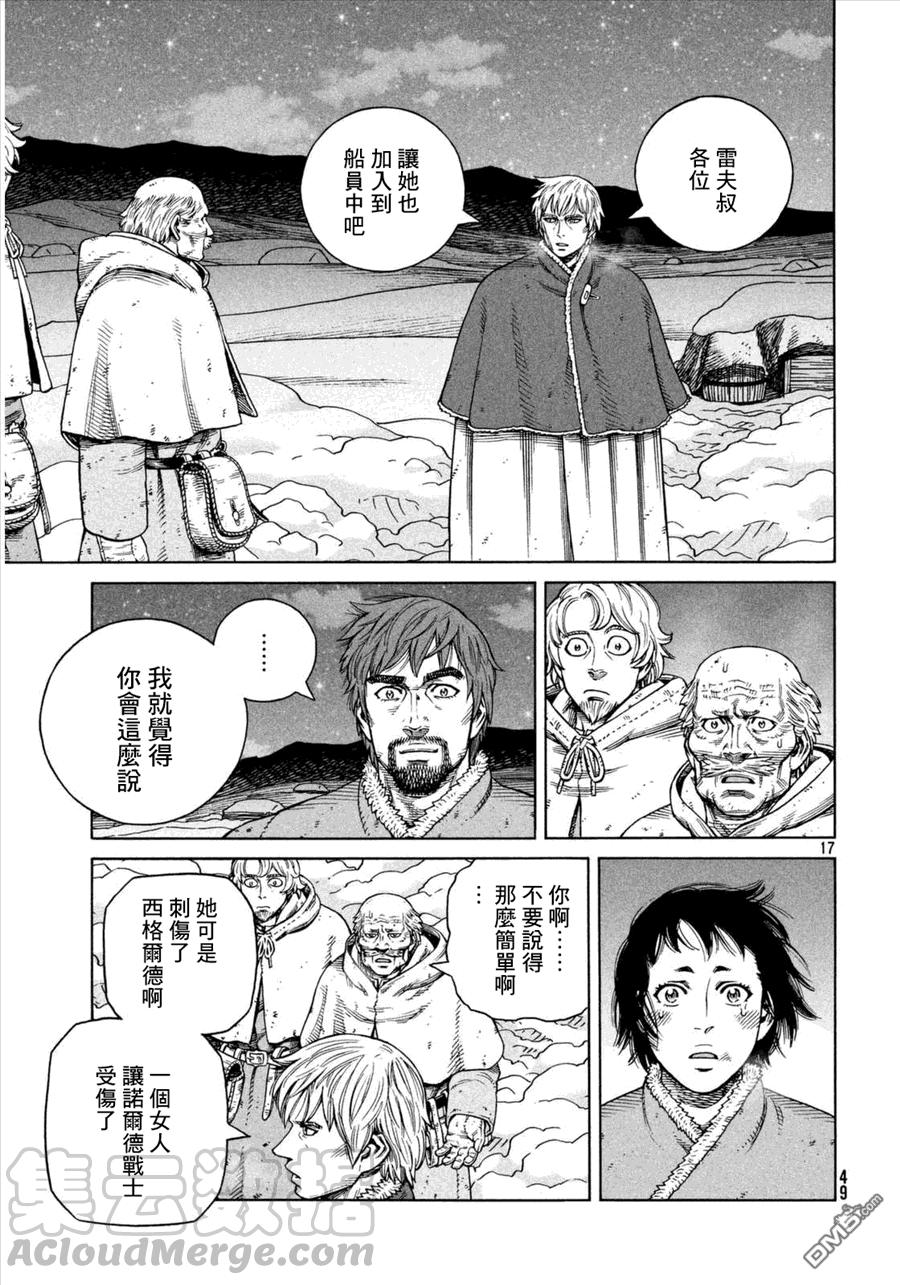 雷夫叔
各位
讓她也
加入到
船員中吧
……
我就覺得
你會這麼說
17
你啊……
不要說得
那麼簡單啊
……
她可是
刺傷了
西格爾德啊
一個女人
讓諾爾德戰士
受傷了
49
集云数据
ACloudMerge.com
DM5.com